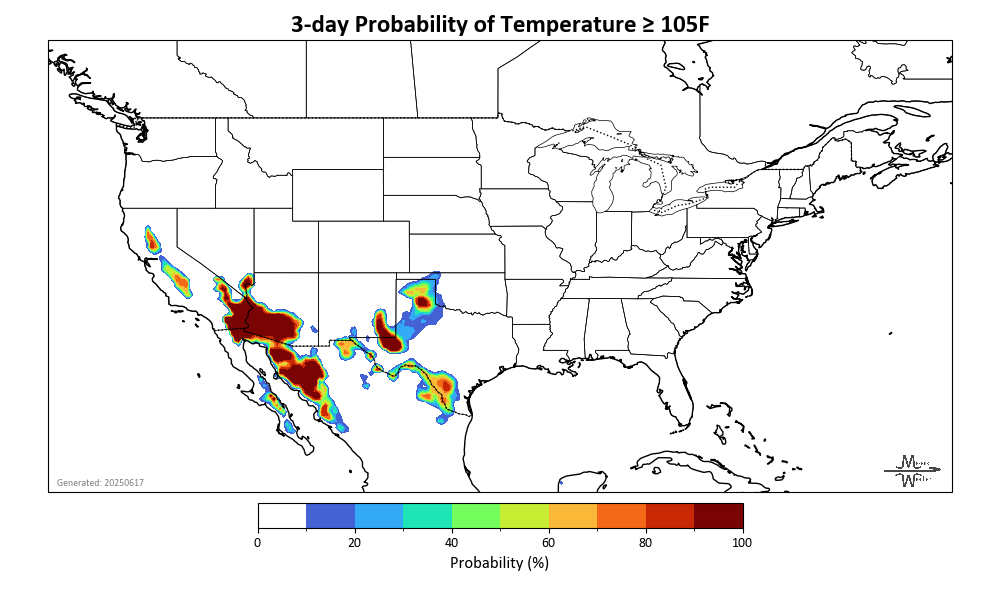 3-day Probability of Temperature ≥ 105F
Generated: 20250617
0 20 40 60 80 100
Probability (%)